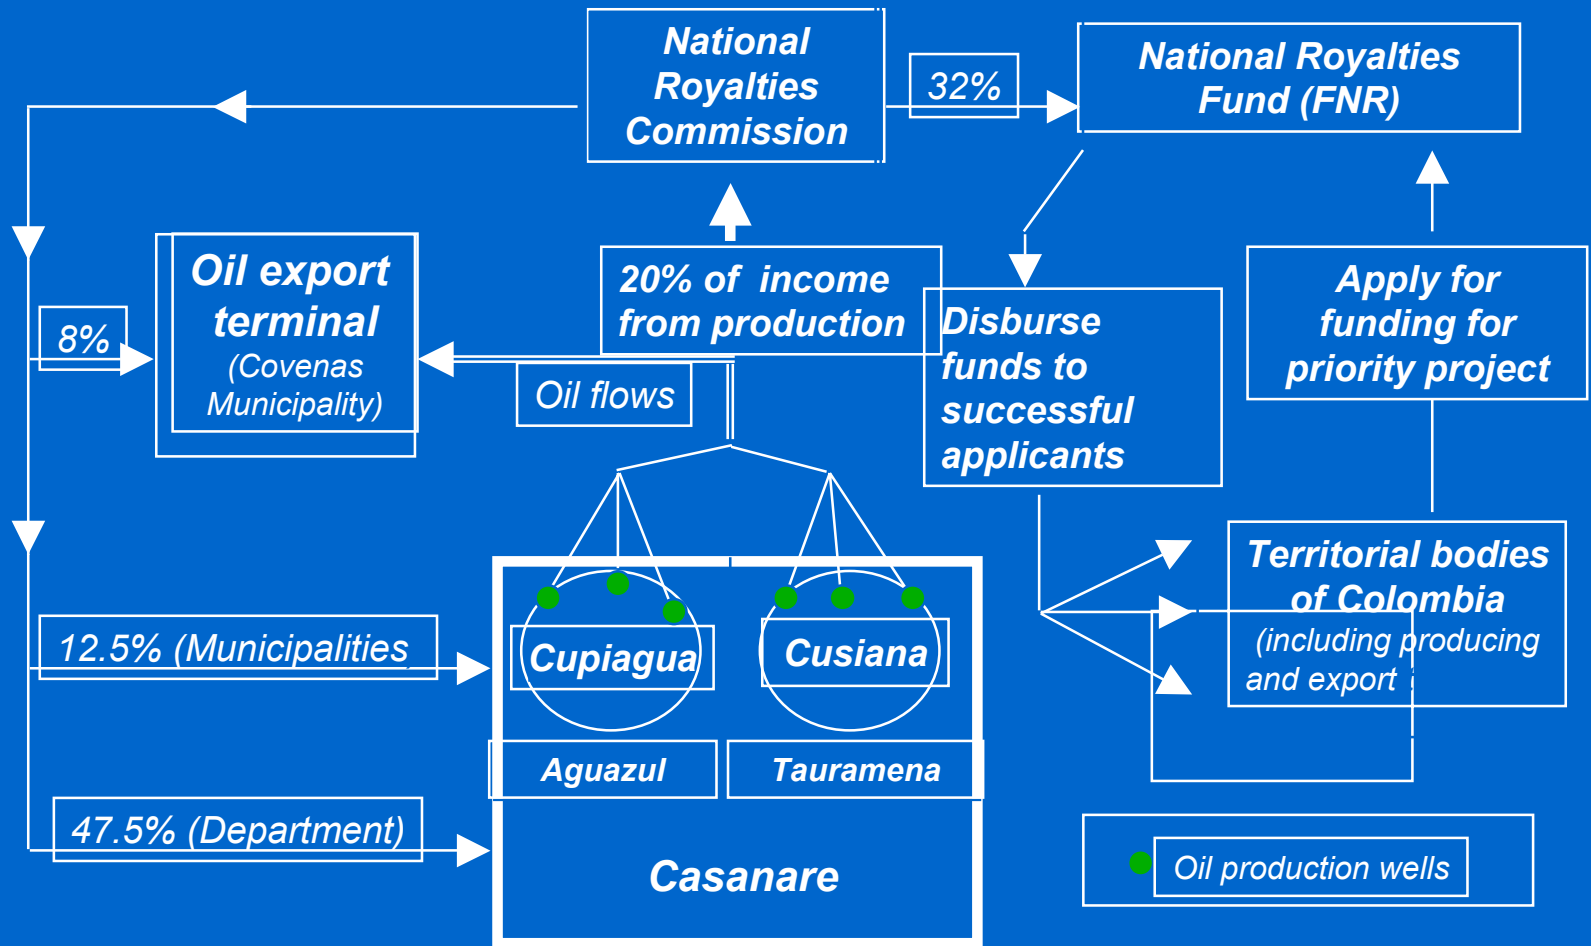 National
Royalties
Commission
32%
National Royalties
Fund (FNR)
Oil export
terminal
(Covenas
Municipality)
8%
20% of income
from production
Oil flows
Disburse
funds to
successful
applicants
Apply for
funding for
priority project
Territorial bodies
of Colombia
(including producing
and export
12.5% (Municipalities
Cupiagua
Cusiana
Aguazul
Tauramena
47.5% (Department)
Casanare
Oil production wells